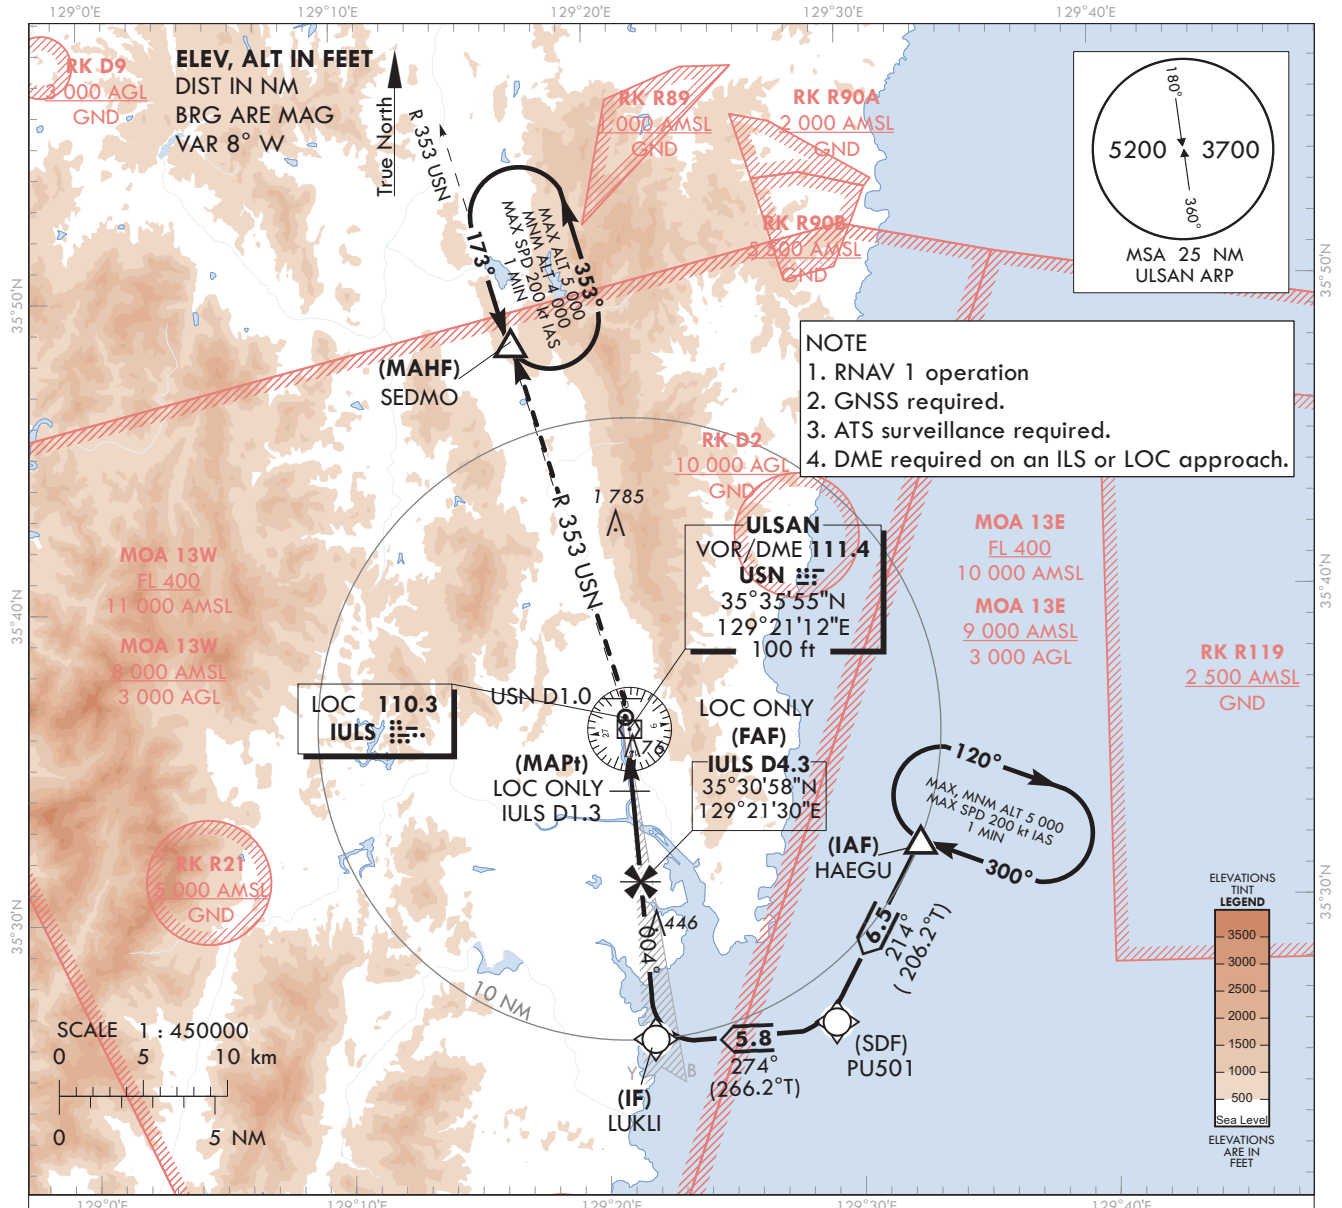 129°0'E
129°10'E
129°20'E
129°30'E
129°40'E
ELEV, ALT IN FEET
DIST IN NM
BRG ARE MAG
VAR 8° W
True North
RK D9
3 000 AGL
GND
R 353 USN
RK R89
1 000 AMSL
GND
RK R90A
2 000 AMSL
GND
RK R90B
5 500 AMSL
GND
180°
5200
3700
360°
MSA 25 NM
ULSAN ARP
35°50'N
35°50'N
173°
353°
MAX ALT 5 000
MNM ALT 4 000
MAX SPD 200 kt IAS
1 MIN
(MAHF)
SEDMO
NOTE
1. RNAV 1 operation
2. GNSS required.
3. ATS surveillance required.
4. DME required on an ILS or LOC approach.
RK D2
10 000 AGL
GND
1 785
R 353 USN
ULSAN
VOR/DME 111.4
USN
35°35'55"N
129°21'12"E
100 ft
MOA 13W
FL 400
11 000 AMSL
MOA 13W
8 000 AMSL
3 000 AGL
MOA 13E
FL 400
10 000 AMSL
MOA 13E
9 000 AMSL
3 000 AGL
RK R119
2 500 AMSL
GND
35°40'N
35°40'N
LOC 110.3
IULS
USN D1.0
27
9
476
(MAPt)
LOC ONLY
IULS D1.3
LOC ONLY
(FAF)
IULS D4.3
35°30'58"N
129°21'30"E
120°
MAX, MNM ALT 5 000
MAX SPD 200 kt IAS
1 MIN
300°
(IAF)
HAEGU
RK R21
5 000 AMSL
GND
446
004°
6.5
214°
(206.2°T)
35°30'N
35°30'N
10 NM
5.8
274°
(266.2°T)
(SDF)
PU501
Y
B
(IF)
LUKLI
SCALE 1 : 450000
0 5 10 km
0 5 NM
ELEVATIONS
TINT
LEGEND
3500
3000
2500
2000
1500
1000
500
Sea Level
ELEVATIONS
ARE IN
FEET
129°0'E
129°10'E
129°20'E
129°30'E
129°40'E